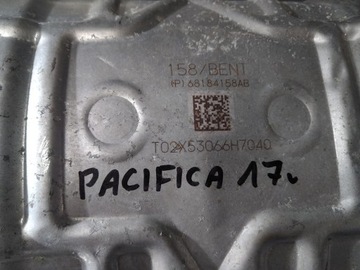 158/BENT
(P)68184158AB
T02X53066H7040
PACIFICA 17.